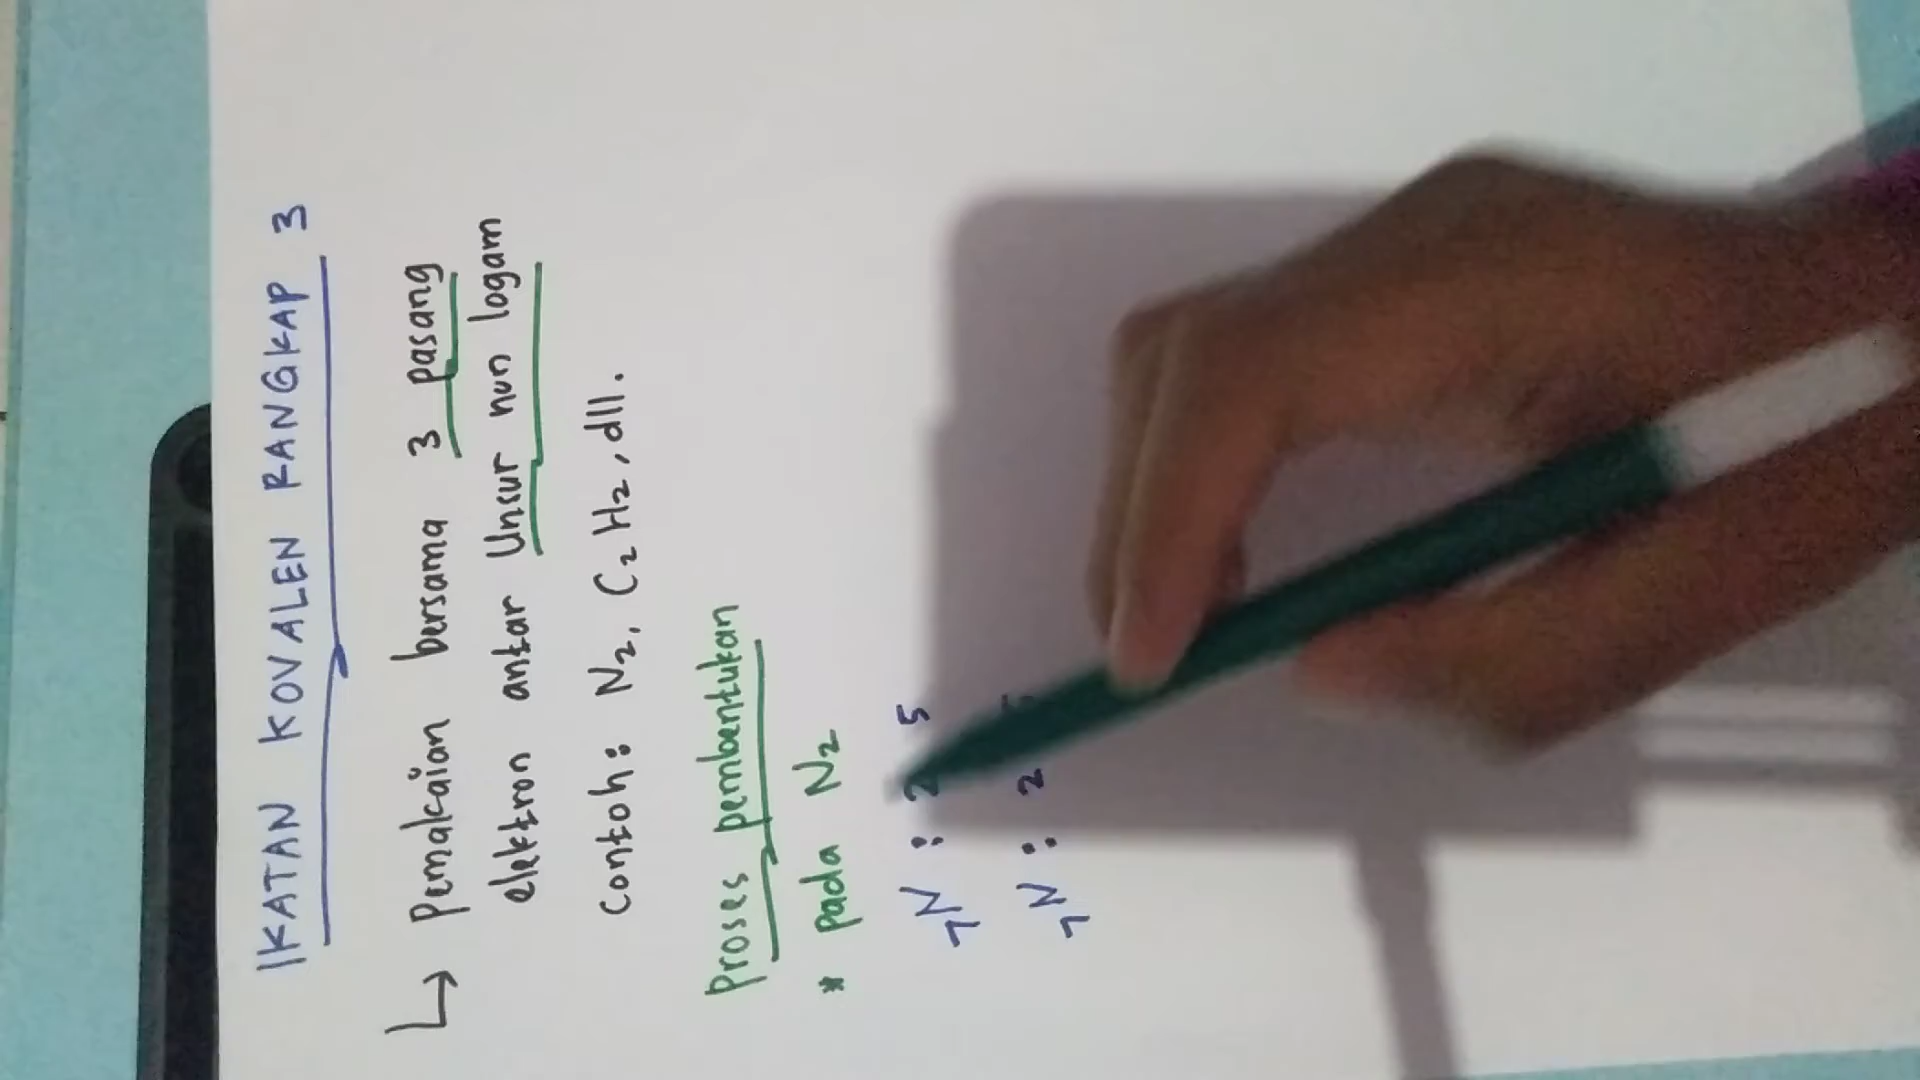 IKATAN KOVALEN RANGKAP 3
↳ Pemakaian bersama 3 pasang
elektron antar Unsur non logam
Contoh: N₂, C₂H₂, dll.
Proses pembentukan
* pada N₂
₇N : 2 5
₇N : 2